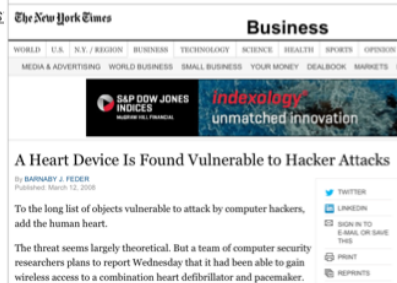 The New York Times
Business
WORLD U.S. N.Y. / REGION BUSINESS TECHNOLOGY SCIENCE HEALTH SPORTS OPINION
MEDIA & ADVERTISING WORLD BUSINESS SMALL BUSINESS YOUR MONEY DEALBOOK MARKETS
S&P DOW JONES
INDICES
McGRAW HILL FINANCIAL
indexology
unmatched innovation
A Heart Device Is Found Vulnerable to Hacker Attacks
By BARNABY J. FEDER
Published: March 12, 2008
To the long list of objects vulnerable to attack by computer hackers,
add the human heart.
The threat seems largely theoretical. But a team of computer security
researchers plans to report Wednesday that it had been able to gain
wireless access to a combination heart defibrillator and pacemaker.
TWITTER
LINKEDIN
SIGN IN TO
E-MAIL OR SAVE
THIS
PRINT
REPRINTS